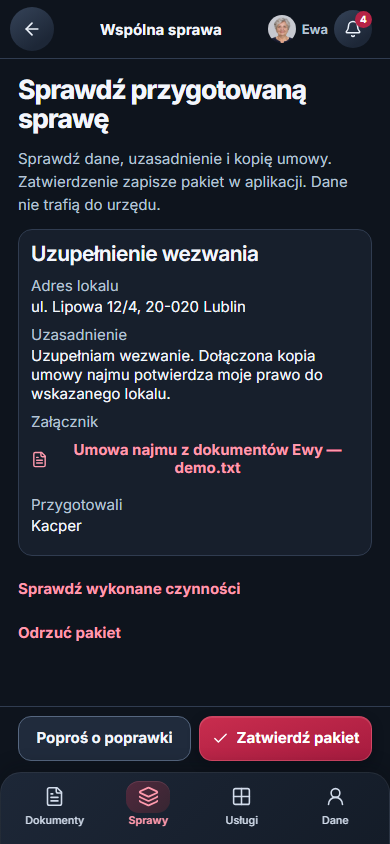 Wspólna sprawa
Ewa
4
Sprawdź przygotowaną
sprawę
Sprawdź dane, uzasadnienie i kopię umowy.
Zatwierdzenie zapisze pakiet w aplikacji. Dane
nie trafią do urzędu.
Uzupełnienie wezwania
Adres lokalu
ul. Lipowa 12/4, 20-020 Lublin
Uzasadnienie
Uzupełniam wezwanie. Dołączona kopia
umowy najmu potwierdza moje prawo do
wskazanego lokalu.
Załącznik
Umowa najmu z dokumentów Ewy —
demo.txt
Przygotowali
Kacper
Sprawdź wykonane czynności
Odrzuć pakiet
Poproś o poprawki
Zatwierdź pakiet
Dokumenty
Sprawy
Usługi
Dane